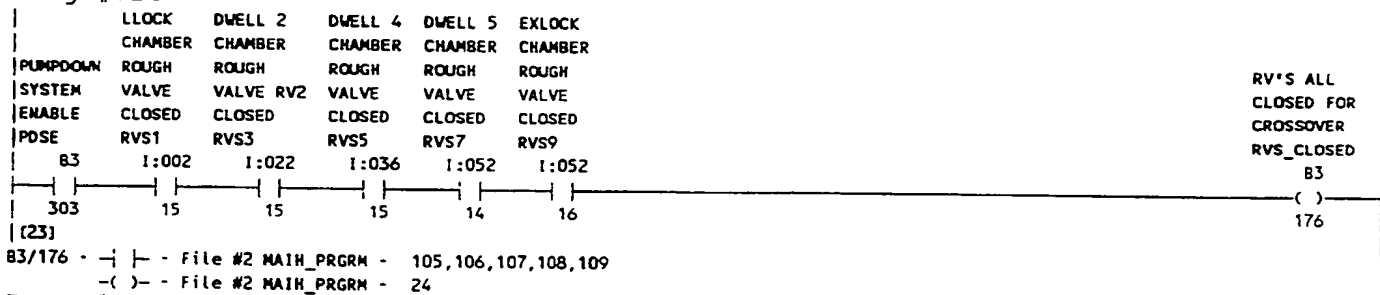 LLOCK DWELL 2 DWELL 4 DWELL 5 EXLOCK
CHAMBER CHAMBER CHAMBER CHAMBER CHAMBER
PUMPDOWN ROUGH ROUGH ROUGH ROUGH ROUGH
SYSTEM VALVE VALVE RV2 VALVE VALVE VALVE
ENABLE CLOSED CLOSED CLOSED CLOSED CLOSED
PDSE RVS1 RVS3 RVS5 RVS7 RVS9
RV'S ALL
CLOSED FOR
CROSSOVER
RVS_CLOSED
B3 I:002 I:022 I:036 I:052 I:052 B3
( )
303 15 15 15 14 16 176
[23]
B3/176 - ─┤ ├─ - File #2 MAIN_PRGRM - 105,106,107,108,109
─( )─ - File #2 MAIN_PRGRM - 24